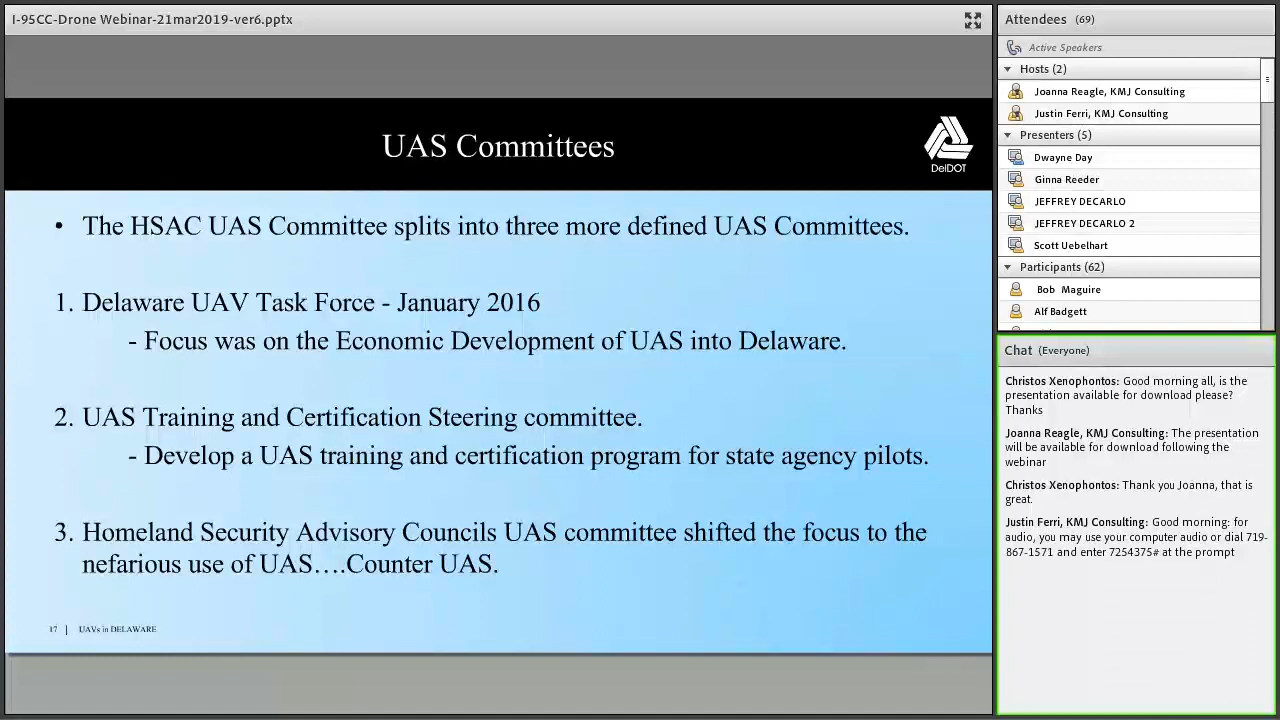 I-95CC-Drone Webinar-21mar2019-ver6.pptx
UAS Committees
DelDOT
• The HSAC UAS Committee splits into three more defined UAS Committees.
1. Delaware UAV Task Force - January 2016
- Focus was on the Economic Development of UAS into Delaware.
2. UAS Training and Certification Steering committee.
- Develop a UAS training and certification program for state agency pilots.
3. Homeland Security Advisory Councils UAS committee shifted the focus to the
nefarious use of UAS….Counter UAS.
17 | UAVs in DELAWARE
Attendees (69)
Active Speakers
Hosts (2)
Joanna Reagle, KMJ Consulting
Justin Ferri, KMJ Consulting
Presenters (5)
Dwayne Day
Ginna Reeder
JEFFREY DECARLO
JEFFREY DECARLO 2
Scott Uebelhart
Participants (62)
Bob Maguire
Alf Badgett
Chat (Everyone)
Christos Xenophontos: Good morning all, is the
presentation available for download please?
Thanks
Joanna Reagle, KMJ Consulting: The presentation
will be available for download following the
webinar
Christos Xenophontos: Thank you Joanna, that is
great.
Justin Ferri, KMJ Consulting: Good morning: for
audio, you may use your computer audio or dial 719-
867-1571 and enter 7254375# at the prompt